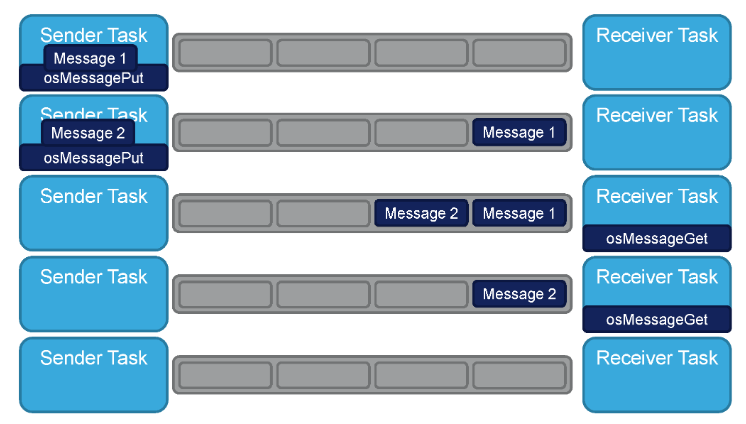 Sender Task
Message 1
osMessagePut
Receiver Task
Sender Task
Message 2
osMessagePut
Message 1
Receiver Task
Sender Task
Message 2
Message 1
Receiver Task
osMessageGet
Sender Task
Message 2
Receiver Task
osMessageGet
Sender Task
Receiver Task